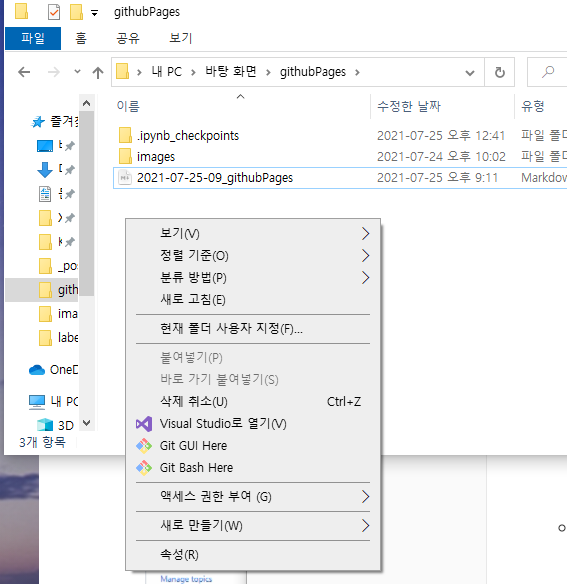 githubPages
파일 홈 공유 보기
내 PC > 바탕 화면 > githubPages >
이름 수정한 날짜 유형
.ipynb_checkpoints 2021-07-25 오후 12:41 파일 폴더
images 2021-07-24 오후 10:02 파일 폴더
2021-07-25-09_githubPages 2021-07-25 오후 9:11 Markdow
즐겨찾
X
K
_pos
gith
ima
labe
OneD
내 PC
3D
3개 항목
보기(V)
정렬 기준(O)
분류 방법(P)
새로 고침(E)
현재 폴더 사용자 지정(F)...
붙여넣기(P)
바로 가기 붙여넣기(S)
삭제 취소(U) Ctrl+Z
Visual Studio로 열기(V)
Git GUI Here
Git Bash Here
액세스 권한 부여 (G)
새로 만들기(W)
속성(R)
Manage topics